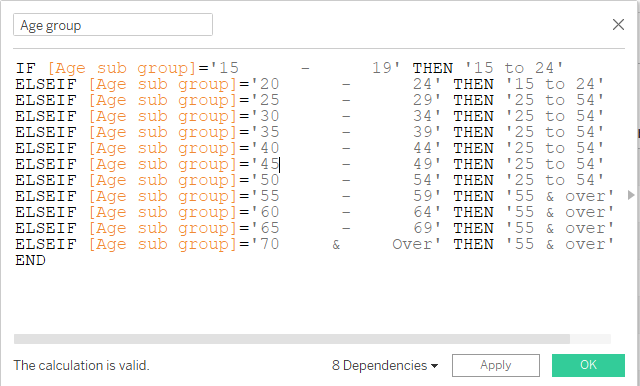 Age group
IF [Age sub group]='15      -      19' THEN '15 to 24'
ELSEIF [Age sub group]='20      -      24' THEN '15 to 24'
ELSEIF [Age sub group]='25      -      29' THEN '25 to 54'
ELSEIF [Age sub group]='30      -      34' THEN '25 to 54'
ELSEIF [Age sub group]='35      -      39' THEN '25 to 54'
ELSEIF [Age sub group]='40      -      44' THEN '25 to 54'
ELSEIF [Age sub group]='45      -      49' THEN '25 to 54'
ELSEIF [Age sub group]='50      -      54' THEN '25 to 54'
ELSEIF [Age sub group]='55      -      59' THEN '55 & over'
ELSEIF [Age sub group]='60      -      64' THEN '55 & over'
ELSEIF [Age sub group]='65      -      69' THEN '55 & over'
ELSEIF [Age sub group]='70     &     Over' THEN '55 & over'
END
The calculation is valid. 8 Dependencies Apply OK